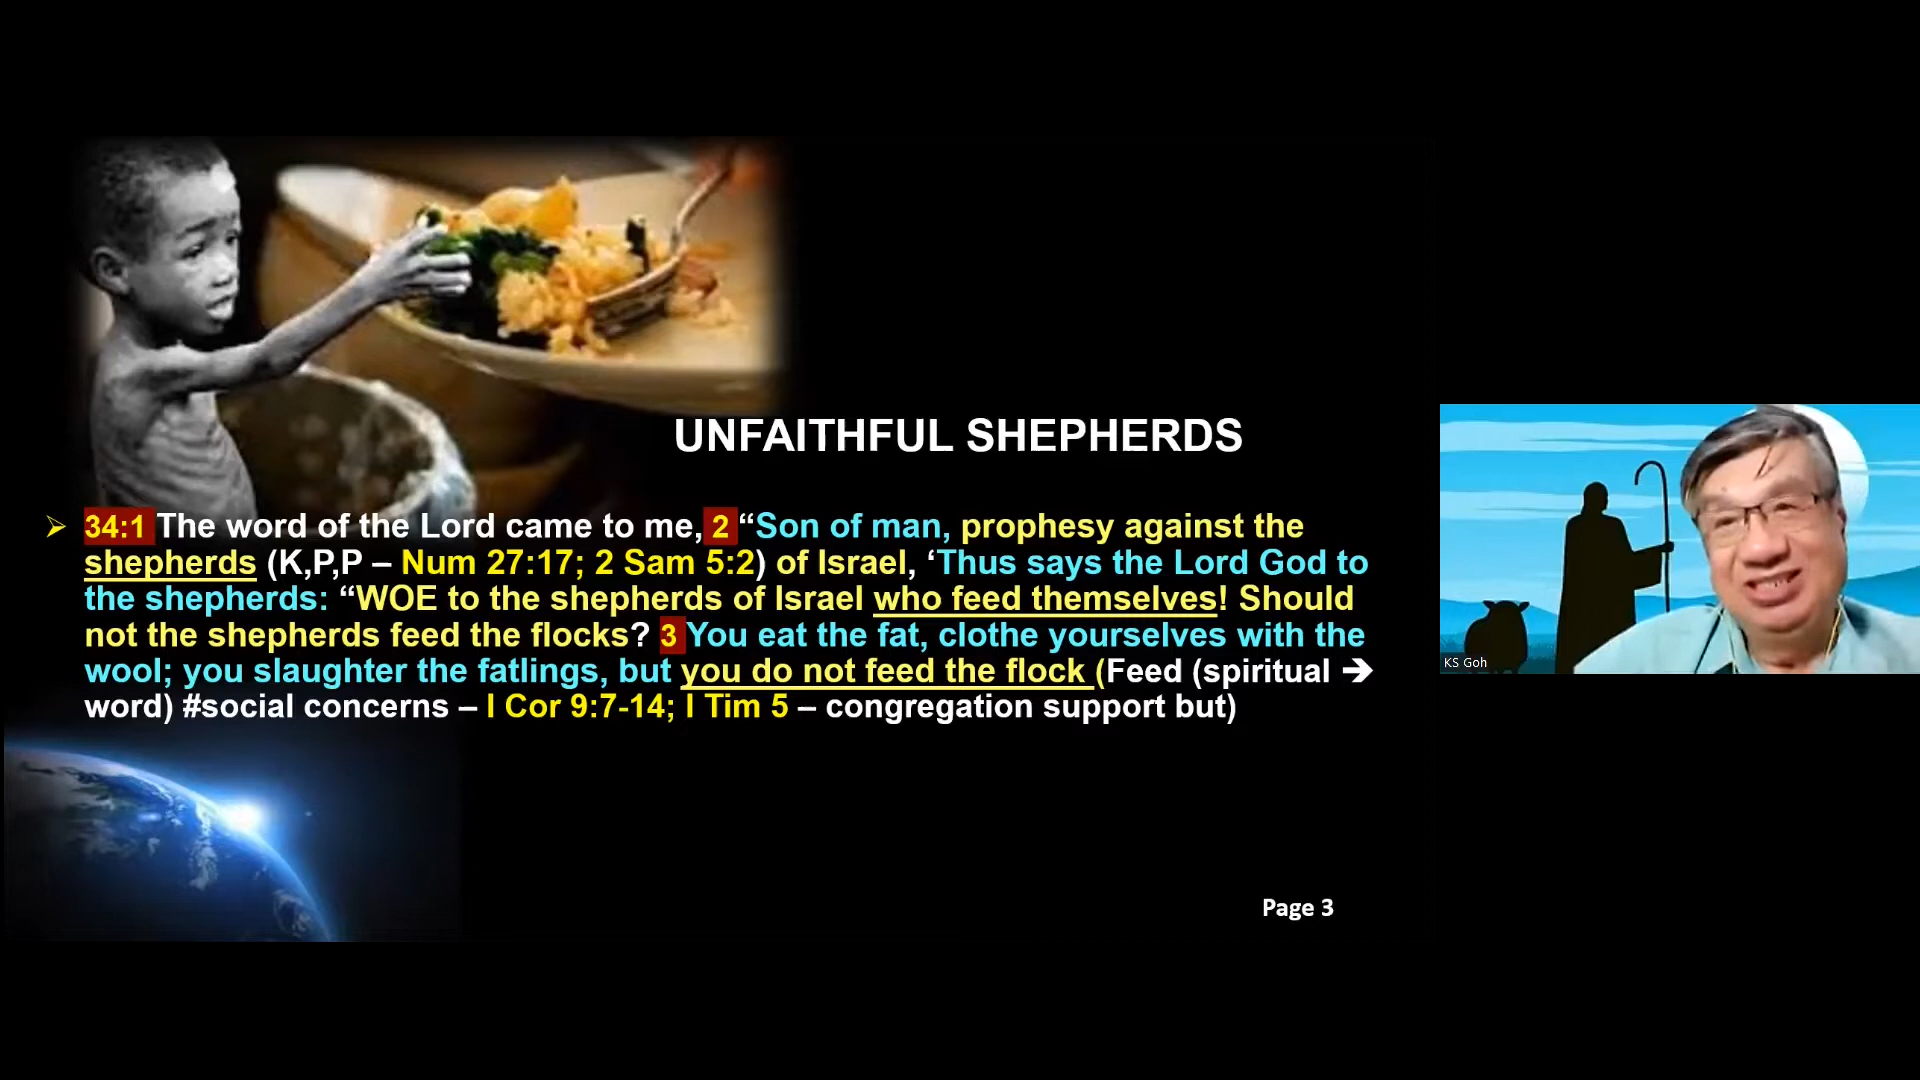 UNFAITHFUL SHEPHERDS
➢ 34:1 The word of the Lord came to me, 2 “Son of man, prophesy against the
shepherds (K,P,P – Num 27:17; 2 Sam 5:2) of Israel, ‘Thus says the Lord God to
the shepherds: “WOE to the shepherds of Israel who feed themselves! Should
not the shepherds feed the flocks? 3 You eat the fat, clothe yourselves with the
wool; you slaughter the fatlings, but you do not feed the flock (Feed (spiritual ➔
word) #social concerns – I Cor 9:7-14; I Tim 5 – congregation support but)
KS Goh
Page 3